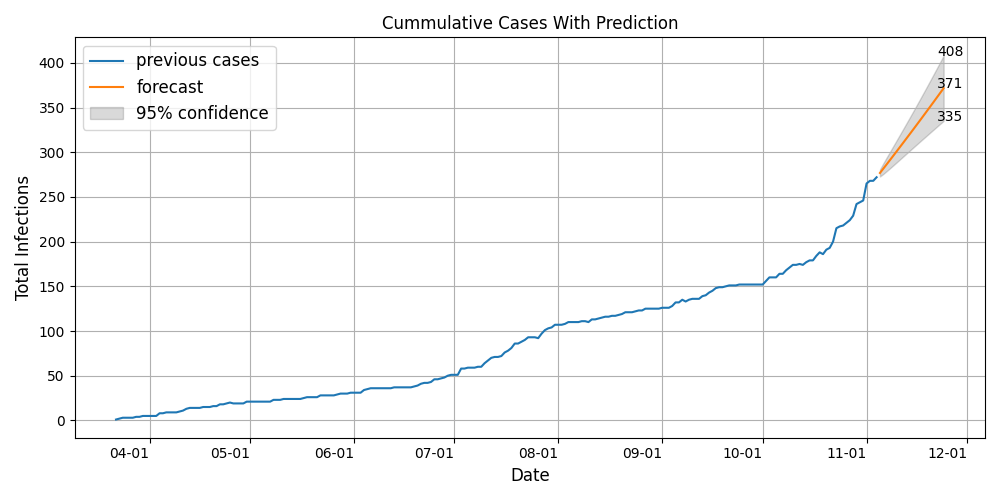 Cummulative Cases With Prediction
previous cases
forecast
95% confidence
408
371
335
400
350
300
250
200
150
100
50
0
Total Infections
04-01 05-01 06-01 07-01 08-01 09-01 10-01 11-01 12-01
Date